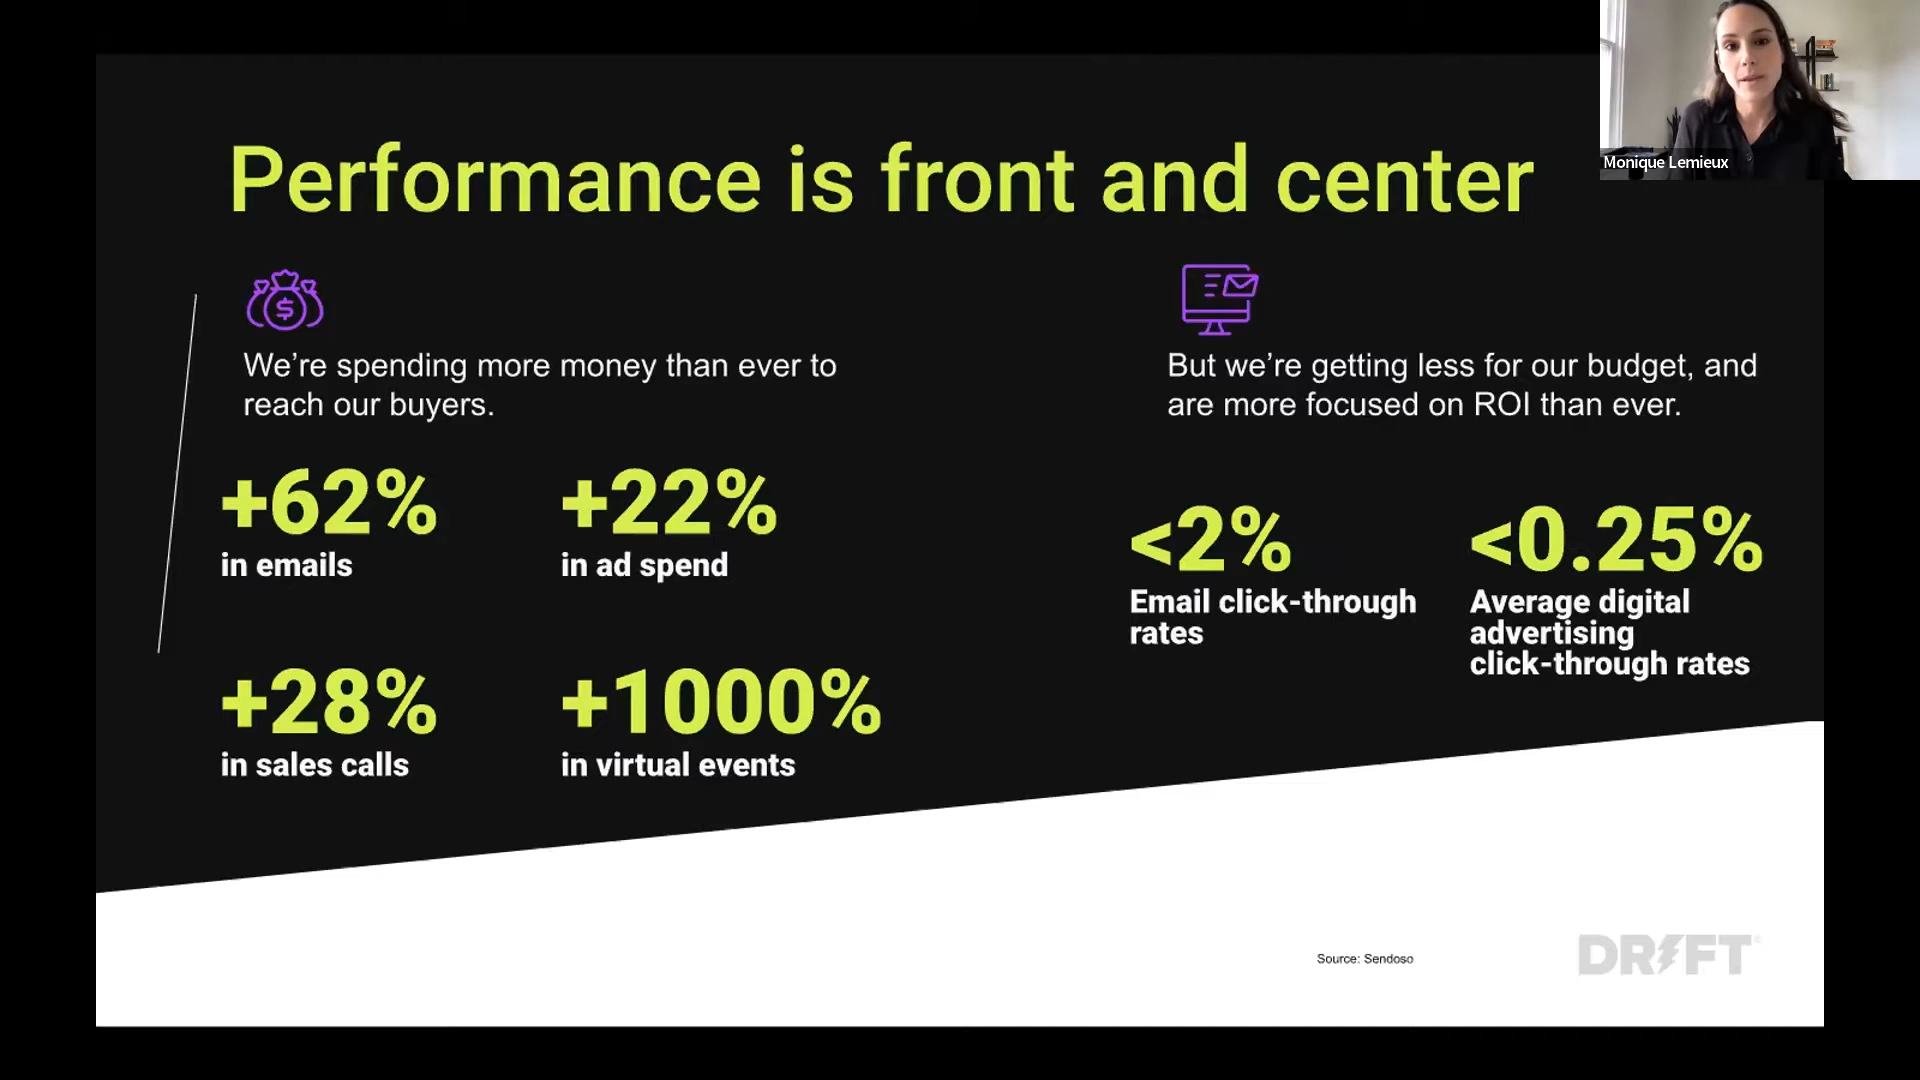 Monique Lemieux
Performance is front and center
$
We’re spending more money than ever to
reach our buyers.
+62%
in emails
+22%
in ad spend
+28%
in sales calls
+1000%
in virtual events
But we’re getting less for our budget, and
are more focused on ROI than ever.
<2%
Email click-through
rates
<0.25%
Average digital
advertising
click-through rates
Source: Sendoso
DRIFT®